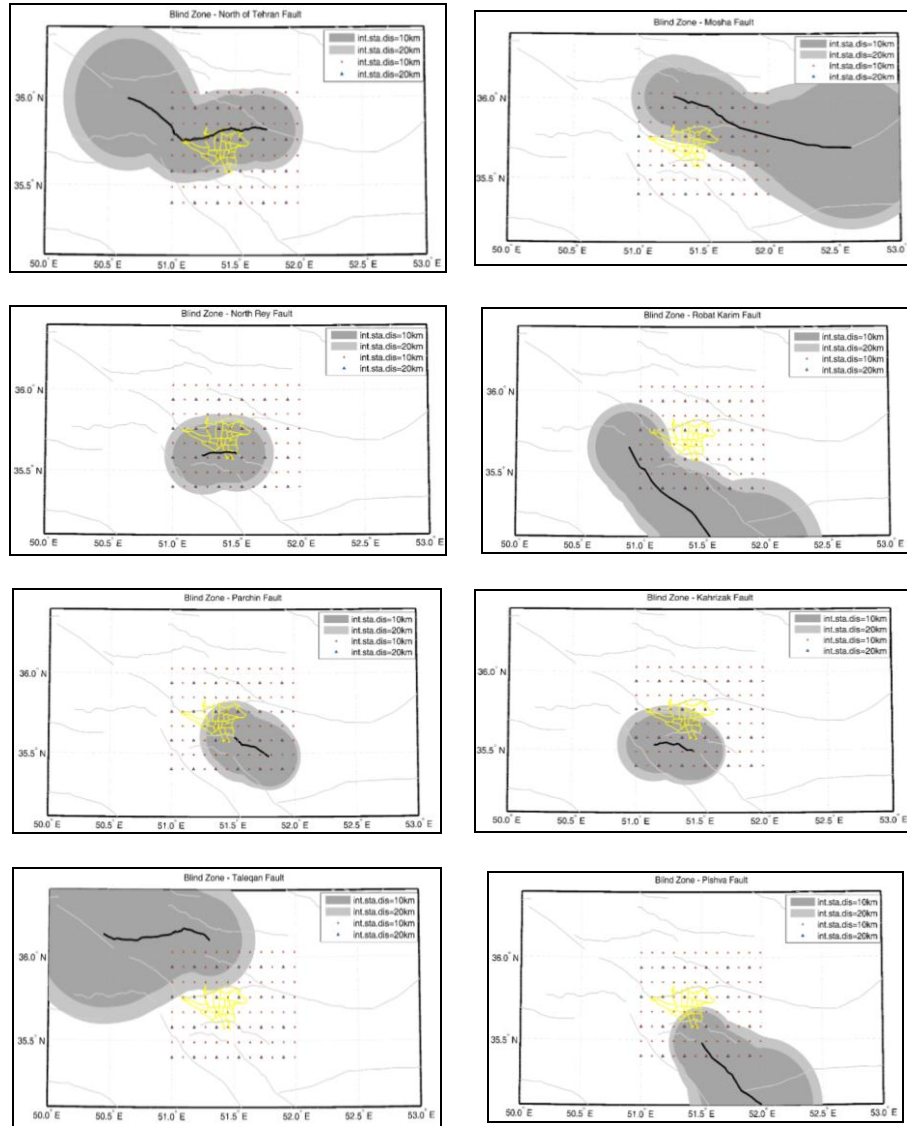 Blind Zone - North of Tehran Fault
int.sta.dis=10km
int.sta.dis=20km
int.sta.dis=10km
int.sta.dis=20km
36.0° N
35.5° N
50.0° E 50.5° E 51.0° E 51.5° E 52.0° E 52.5° E 53.0° E
Blind Zone - Mosha Fault
int.sta.dis=10km
int.sta.dis=20km
int.sta.dis=10km
int.sta.dis=20km
36.0° N
35.5° N
50.0° E 50.5° E 51.0° E 51.5° E 52.0° E 52.5° E 53.0° E
Blind Zone - North Rey Fault
int.sta.dis=10km
int.sta.dis=20km
int.sta.dis=10km
int.sta.dis=20km
36.0° N
35.5° N
50.0° E 50.5° E 51.0° E 51.5° E 52.0° E 52.5° E 53.0° E
Blind Zone - Robat Karim Fault
int.sta.dis=10km
int.sta.dis=20km
int.sta.dis=10km
int.sta.dis=20km
36.0° N
35.5° N
50.0° E 50.5° E 51.0° E 51.5° E 52.0° E 52.5° E 53.0° E
Blind Zone - Parchin Fault
int.sta.dis=10km
int.sta.dis=20km
int.sta.dis=10km
int.sta.dis=20km
36.0° N
35.5° N
50.0° E 50.5° E 51.0° E 51.5° E 52.0° E 52.5° E 53.0° E
Blind Zone - Kahrizak Fault
int.sta.dis=10km
int.sta.dis=20km
int.sta.dis=10km
int.sta.dis=20km
36.0° N
35.5° N
50.0° E 50.5° E 51.0° E 51.5° E 52.0° E 52.5° E 53.0° E
Blind Zone - Taleqan Fault
int.sta.dis=10km
int.sta.dis=20km
int.sta.dis=10km
int.sta.dis=20km
36.0° N
35.5° N
50.0° E 50.5° E 51.0° E 51.5° E 52.0° E 52.5° E 53.0° E
Blind Zone - Pishva Fault
int.sta.dis=10km
int.sta.dis=20km
int.sta.dis=10km
int.sta.dis=20km
36.0° N
35.5° N
50.0° E 50.5° E 51.0° E 51.5° E 52.0° E 52.5° E 53.0° E